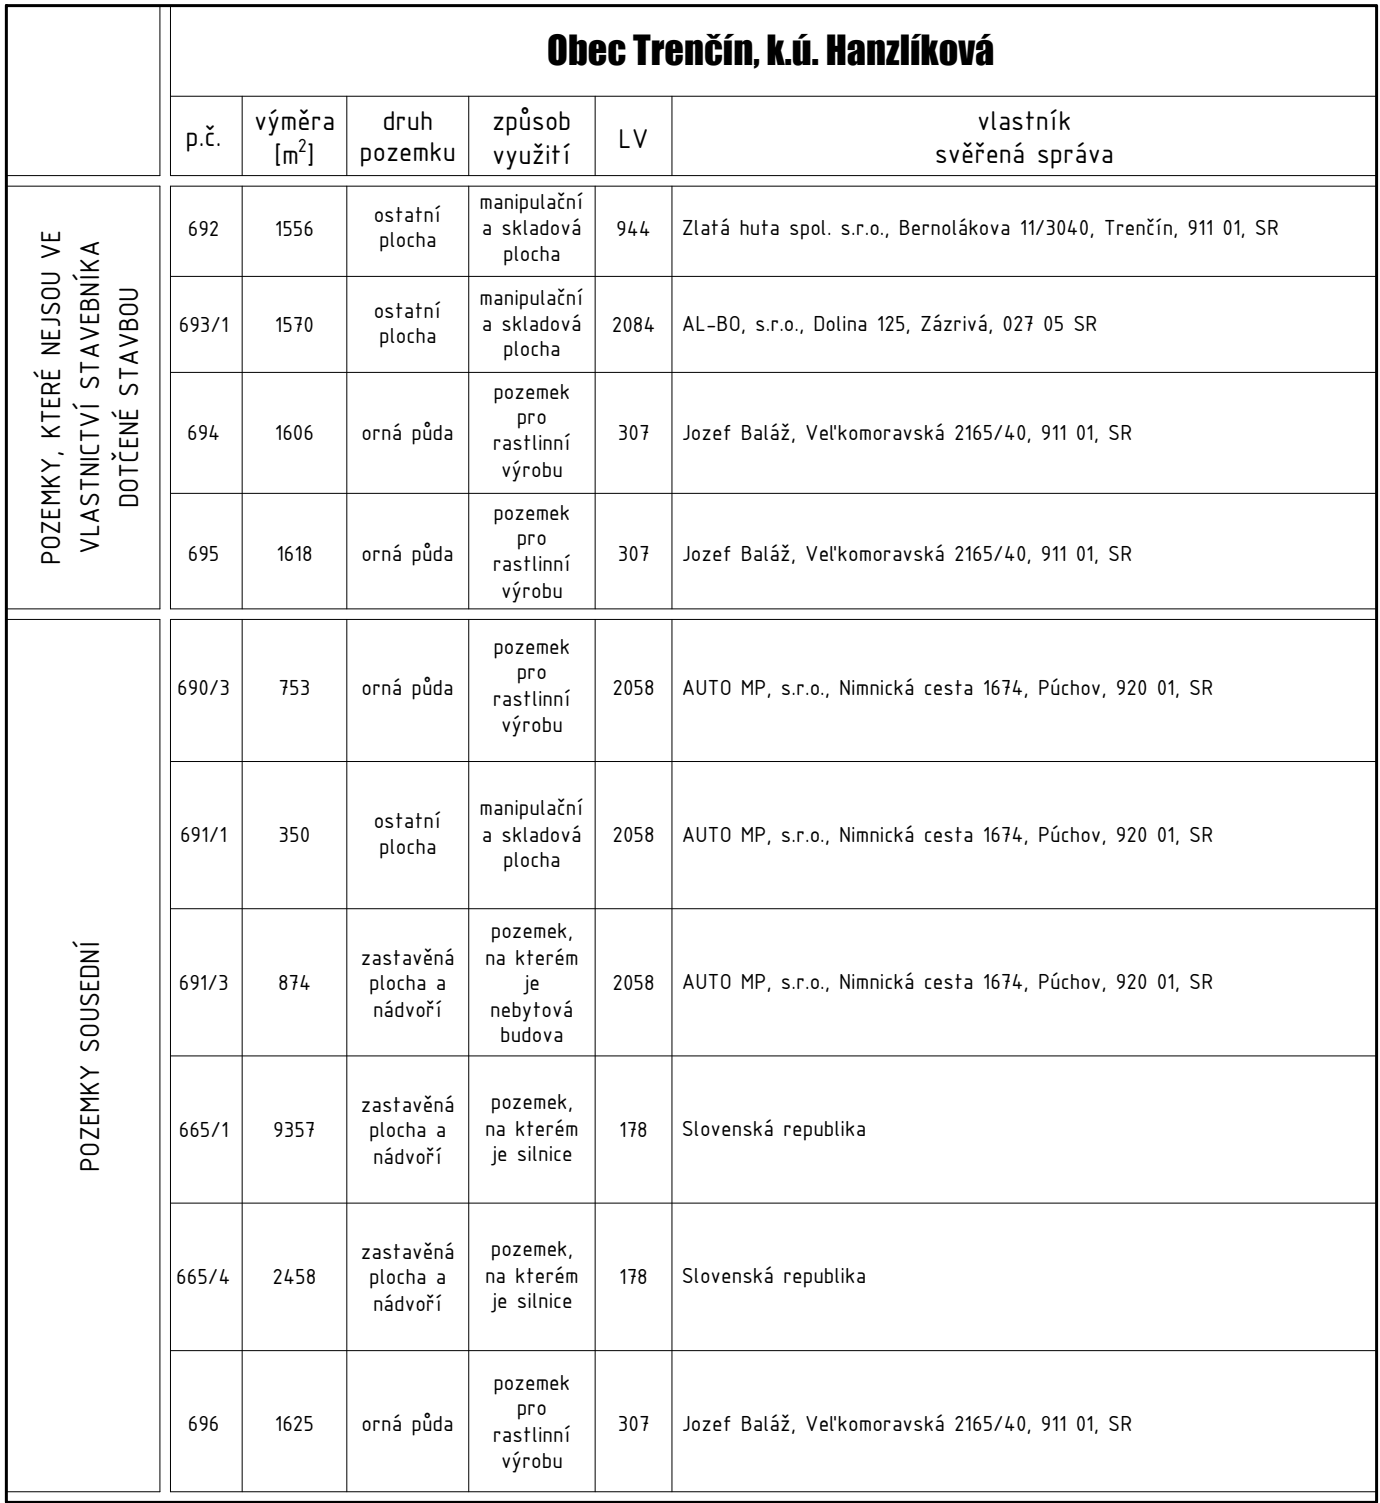 Obec Trenčín, k.ú. Hanzlíková
p.č.
výměra
[m²]
druh
pozemku
způsob
využití
LV
vlastník
svěřená správa
POZEMKY, KTERÉ NEJSOU VE
VLASTNICTVÍ STAVEBNÍKA
DOTČENÉ STAVBOU
692
1556
ostatní
plocha
manipulační
a skladová
plocha
944
Zlatá huta spol. s.r.o., Bernolákova 11/3040, Trenčín, 911 01, SR
693/1
1570
ostatní
plocha
manipulační
a skladová
plocha
2084
AL-BO, s.r.o., Dolina 125, Zázrivá, 027 05 SR
694
1606
orná půda
pozemek
pro
rastlinní
výrobu
307
Jozef Baláž, Veľkomoravská 2165/40, 911 01, SR
695
1618
orná půda
pozemek
pro
rastlinní
výrobu
307
Jozef Baláž, Veľkomoravská 2165/40, 911 01, SR
POZEMKY SOUSEDNÍ
690/3
753
orná půda
pozemek
pro
rastlinní
výrobu
2058
AUTO MP, s.r.o., Nimnická cesta 1674, Púchov, 920 01, SR
691/1
350
ostatní
plocha
manipulační
a skladová
plocha
2058
AUTO MP, s.r.o., Nimnická cesta 1674, Púchov, 920 01, SR
691/3
874
zastavěná
plocha a
nádvoří
pozemek,
na kterém
je
nebytová
budova
2058
AUTO MP, s.r.o., Nimnická cesta 1674, Púchov, 920 01, SR
665/1
9357
zastavěná
plocha a
nádvoří
pozemek,
na kterém
je silnice
178
Slovenská republika
665/4
2458
zastavěná
plocha a
nádvoří
pozemek,
na kterém
je silnice
178
Slovenská republika
696
1625
orná půda
pozemek
pro
rastlinní
výrobu
307
Jozef Baláž, Veľkomoravská 2165/40, 911 01, SR